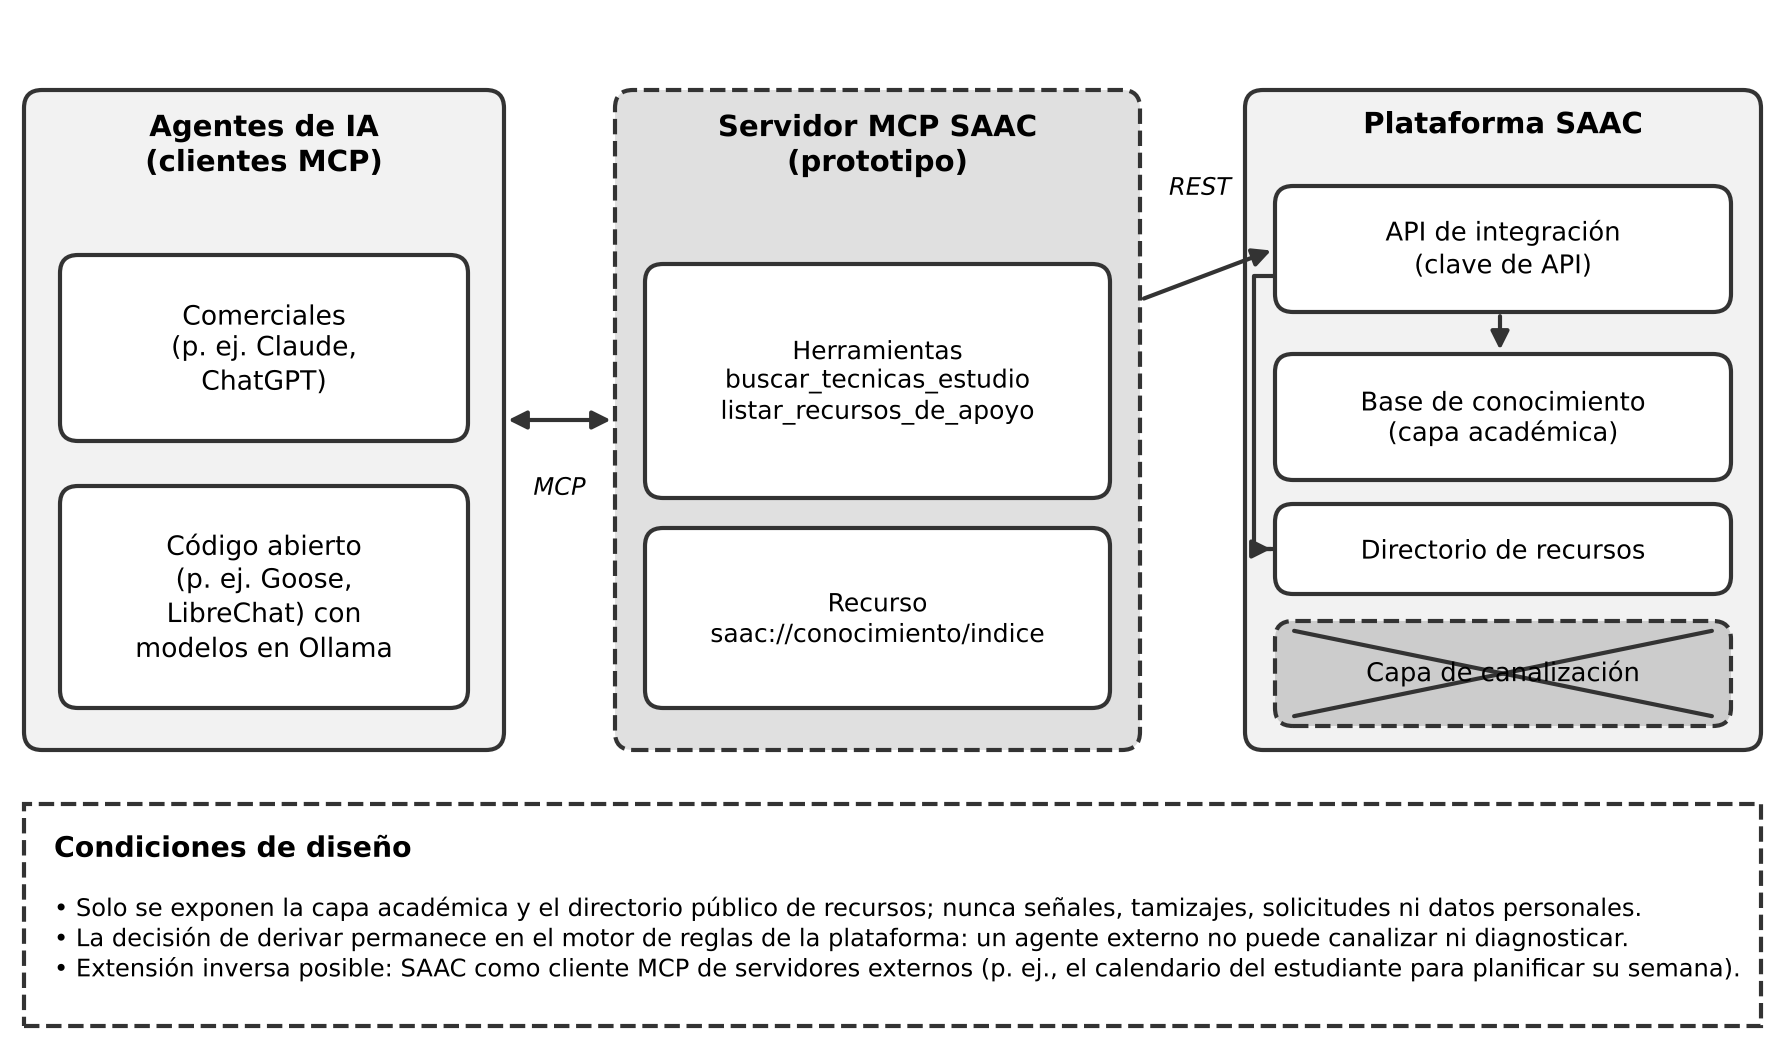 Agentes de IA
(clientes MCP)
Comerciales
(p. ej. Claude,
ChatGPT)
Código abierto
(p. ej. Goose,
LibreChat) con
modelos en Ollama
MCP
Servidor MCP SAAC
(prototipo)
Herramientas
buscar_tecnicas_estudio
listar_recursos_de_apoyo
Recurso
saac://conocimiento/indice
REST
Plataforma SAAC
API de integración
(clave de API)
Base de conocimiento
(capa académica)
Directorio de recursos
Capa de canalización
Condiciones de diseño
• Solo se exponen la capa académica y el directorio público de recursos; nunca señales, tamizajes, solicitudes ni datos personales.
• La decisión de derivar permanece en el motor de reglas de la plataforma: un agente externo no puede canalizar ni diagnosticar.
• Extensión inversa posible: SAAC como cliente MCP de servidores externos (p. ej., el calendario del estudiante para planificar su semana).